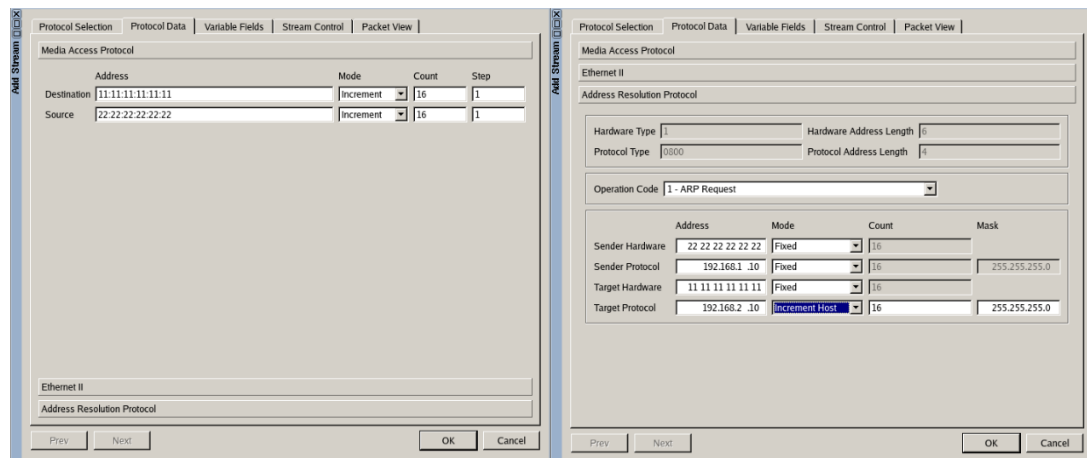 Add Stream
Protocol Selection Protocol Data Variable Fields Stream Control Packet View
Media Access Protocol
Address Mode Count Step
Destination 11:11:11:11:11:11 Increment 16 1
Source 22:22:22:22:22:22 Increment 16 1
Ethernet II
Address Resolution Protocol
Prev Next OK Cancel
Add Stream
Protocol Selection Protocol Data Variable Fields Stream Control Packet View
Media Access Protocol
Ethernet II
Address Resolution Protocol
Hardware Type 1 Hardware Address Length 6
Protocol Type 0800 Protocol Address Length 4
Operation Code 1 - ARP Request
Address Mode Count Mask
Sender Hardware 22 22 22 22 22 22 Fixed 16
Sender Protocol 192.168.1 .10 Fixed 16 255.255.255.0
Target Hardware 11 11 11 11 11 11 Fixed 16
Target Protocol 192.168.2 .10 Increment Host 16 255.255.255.0
Prev Next OK Cancel